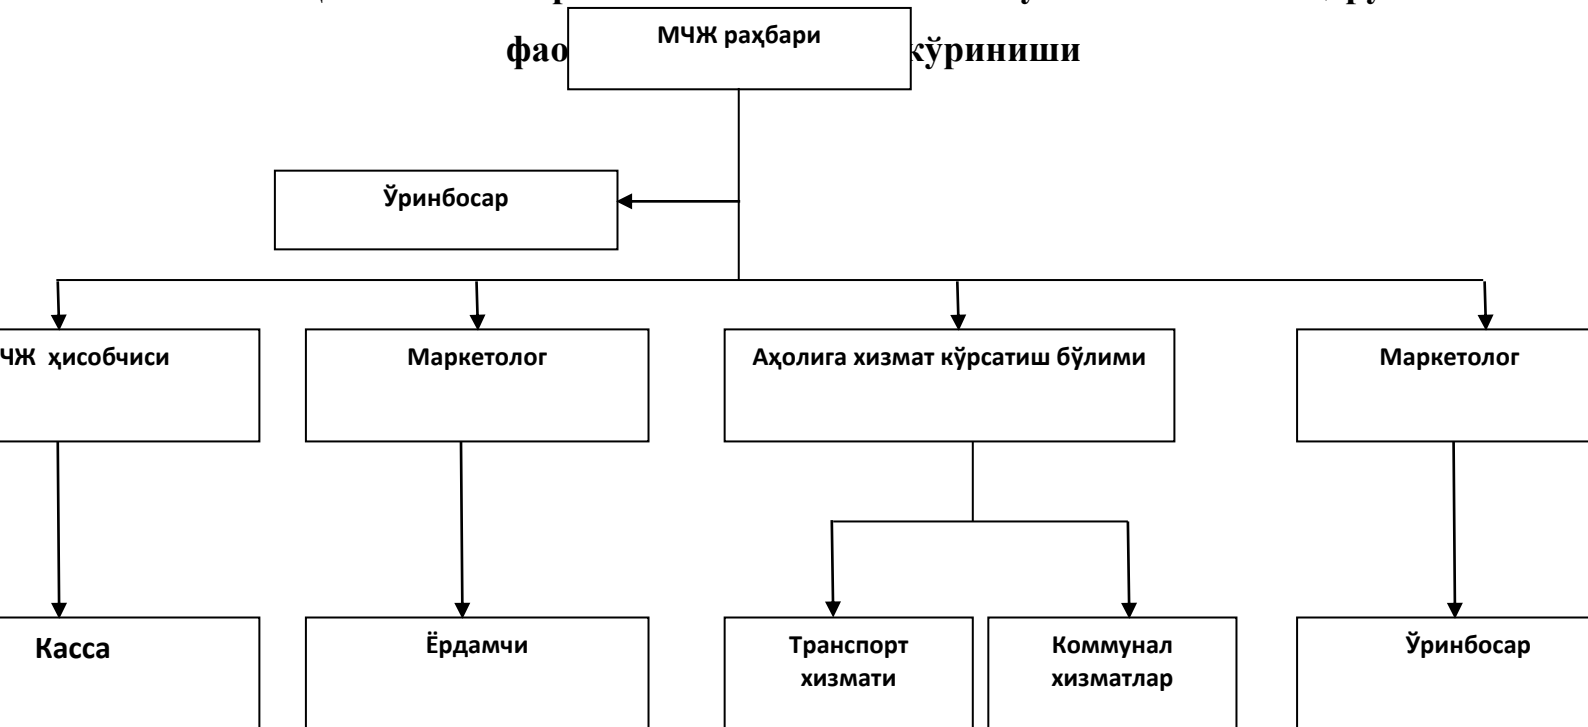 МЧЖ раҳбари
фао кўриниши
Ўринбосар
ЧЖ ҳисобчиси
Маркетолог
Аҳолига хизмат кўрсатиш бўлими
Маркетолог
Касса
Ёрдамчи
Транспорт
хизмати
Коммунал
хизматлар
Ўринбосар